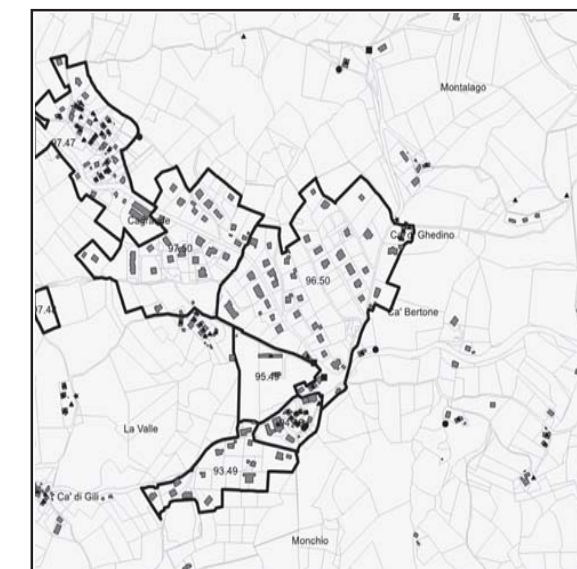 Montalago
97.47
Cagrande
Ca' d' Ghedino
97.50
96.50
Ca' Bertone
95.49
La Valle
93.49
Ca' di Gili
Monchio